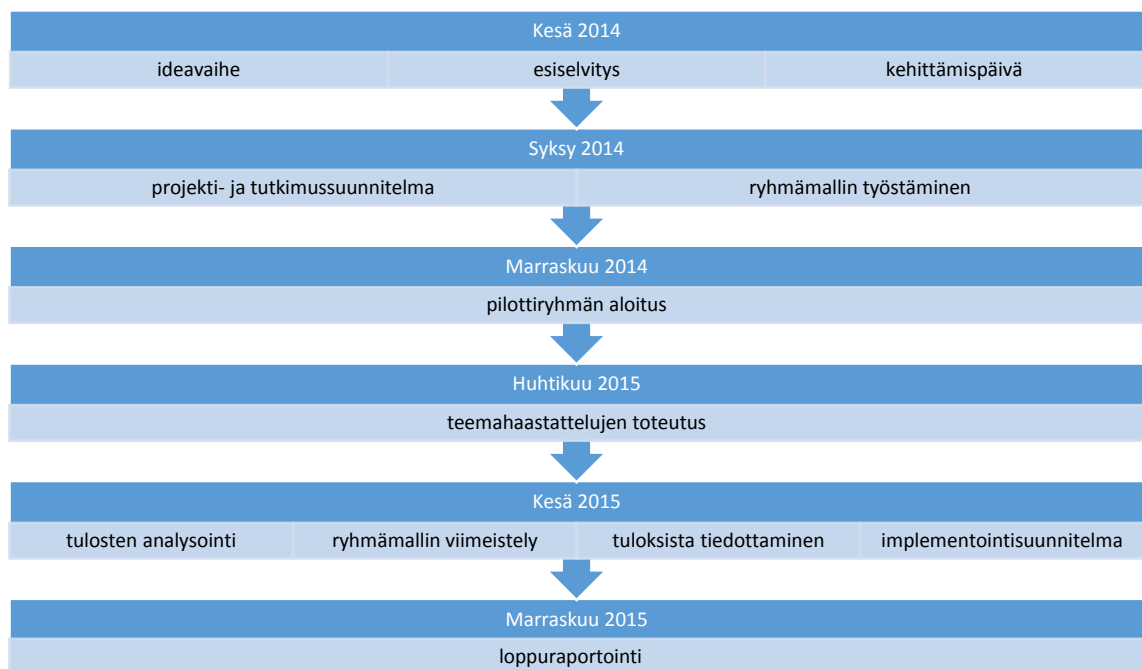 Kesä 2014
ideavaihe esiselvitys kehittämispäivä
Syksy 2014
projekti- ja tutkimussuunnitelma ryhmämallin työstäminen
Marraskuu 2014
pilottiryhmän aloitus
Huhtikuu 2015
teemahaastattelujen toteutus
Kesä 2015
tulosten analysointi ryhmämallin viimeistely tuloksista tiedottaminen implementointisuunnitelma
Marraskuu 2015
loppuraportointi